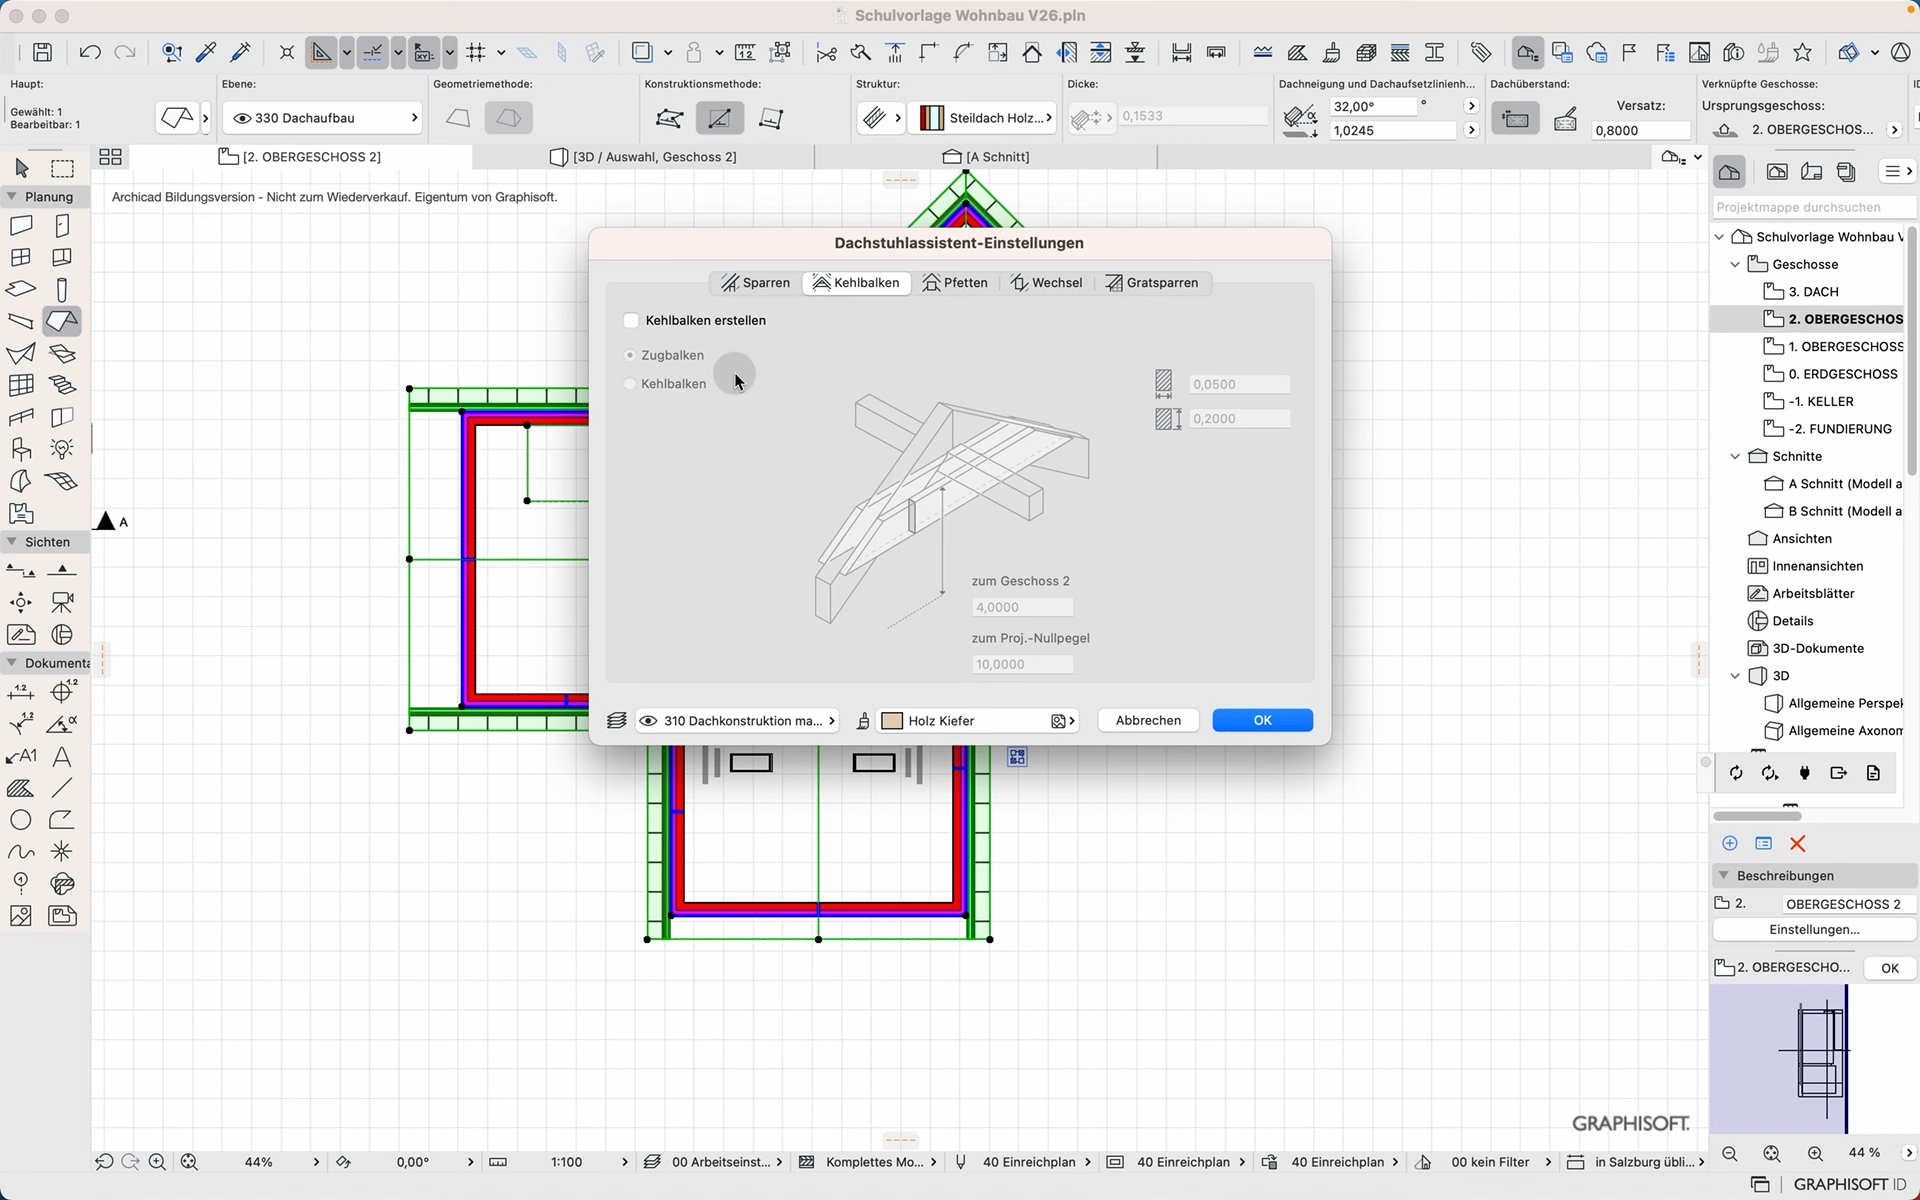 Schulvorlage Wohnbau V26.pln
Haupt:
Ebene:
Geometriemethode:
Konstruktionsmethode:
Struktur:
Dicke:
Dachneigung und Dachaufsetzlinienh...
Dachüberstand:
Verknüpfte Geschosse:
Gewählt: 1
Bearbeitbar: 1
330 Dachaufbau
Steildach Holz...
0,1533
32,00°
°
1,0245
Versatz:
0,8000
Ursprungsgeschoss:
2. OBERGESCHOS...
[2. OBERGESCHOSS 2]
[3D / Auswahl, Geschoss 2]
[A Schnitt]
Planung
Sichten
Dokumenta
Archicad Bildungsversion - Nicht zum Wiederverkauf. Eigentum von Graphisoft.
A
Dachstuhlassistent-Einstellungen
Sparren
Kehlbalken
Pfetten
Wechsel
Gratsparren
Kehlbalken erstellen
Zugbalken
Kehlbalken
0,0500
0,2000
zum Geschoss 2
4,0000
zum Proj.-Nullpegel
10,0000
310 Dachkonstruktion ma...
Holz Kiefer
Abbrechen
OK
Projektmappe durchsuchen
Schulvorlage Wohnbau V
Geschosse
3. DACH
2. OBERGESCHOS
1. OBERGESCHOSS
0. ERDGESCHOSS
-1. KELLER
-2. FUNDIERUNG
Schnitte
A Schnitt (Modell a
B Schnitt (Modell a
Ansichten
Innenansichten
Arbeitsblätter
Details
3D-Dokumente
3D
Allgemeine Perspek
Allgemeine Axonom
Beschreibungen
2.
OBERGESCHOSS 2
Einstellungen...
2. OBERGESCHO...
OK
GRAPHISOFT.
44%
0,00°
1:100
00 Arbeitseinst...
Komplettes Mo...
40 Einreichplan
40 Einreichplan
40 Einreichplan
00 kein Filter
in Salzburg übli...
44 %
GRAPHISOFT ID